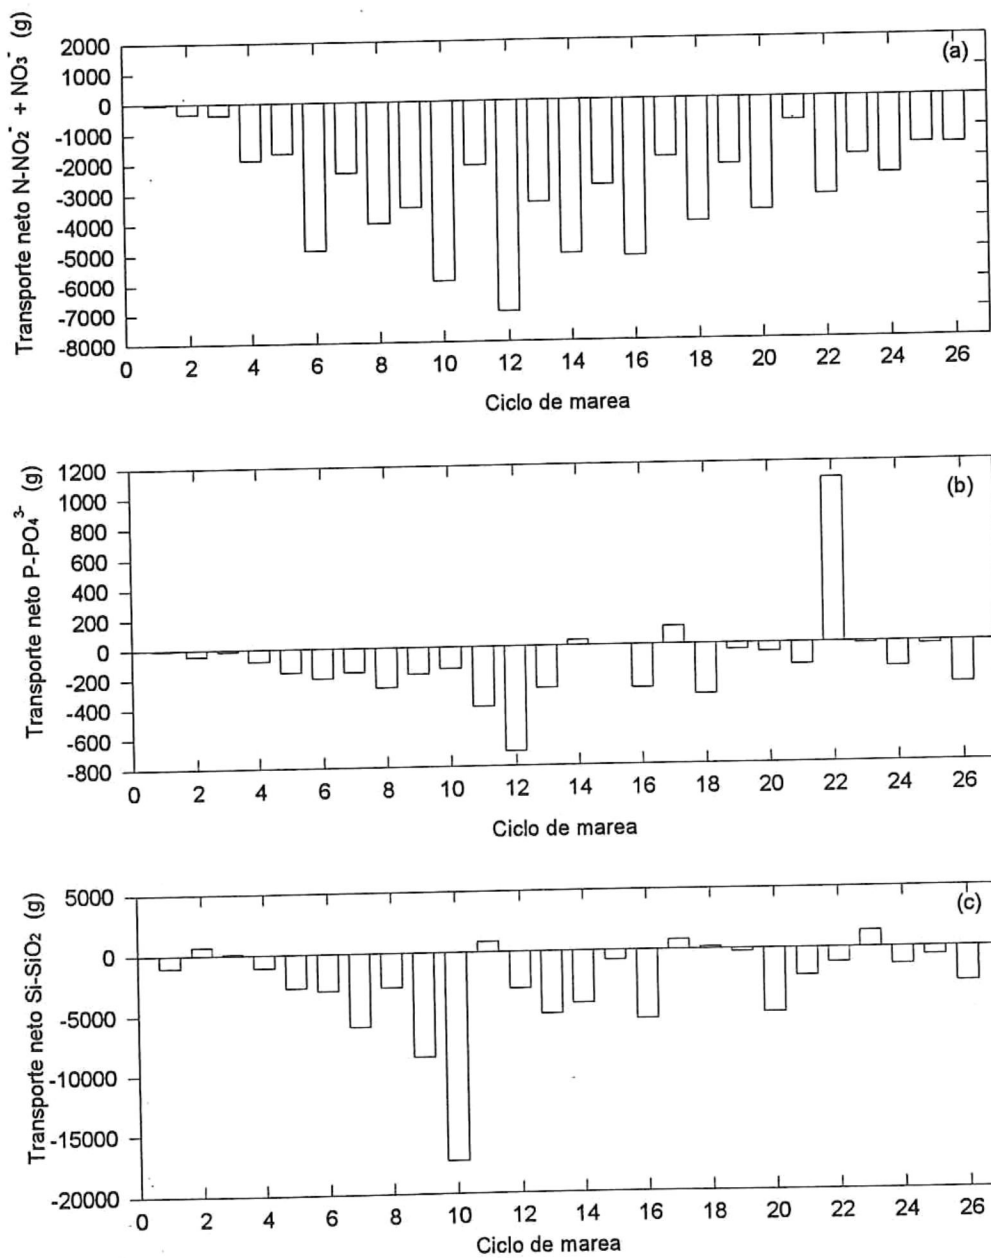 Transporte neto N-NO₂⁻ + NO₃⁻ (g)
2000
1000
0
-1000
-2000
-3000
-4000
-5000
-6000
-7000
-8000
(a)
0 2 4 6 8 10 12 14 16 18 20 22 24 26
Ciclo de marea
Transporte neto P-PO₄³⁻ (g)
1200
1000
800
600
400
200
0
-200
-400
-600
-800
(b)
0 2 4 6 8 10 12 14 16 18 20 22 24 26
Ciclo de marea
Transporte neto Si-SiO₂ (g)
5000
0
-5000
-10000
-15000
-20000
(c)
0 2 4 6 8 10 12 14 16 18 20 22 24 26
Ciclo de marea